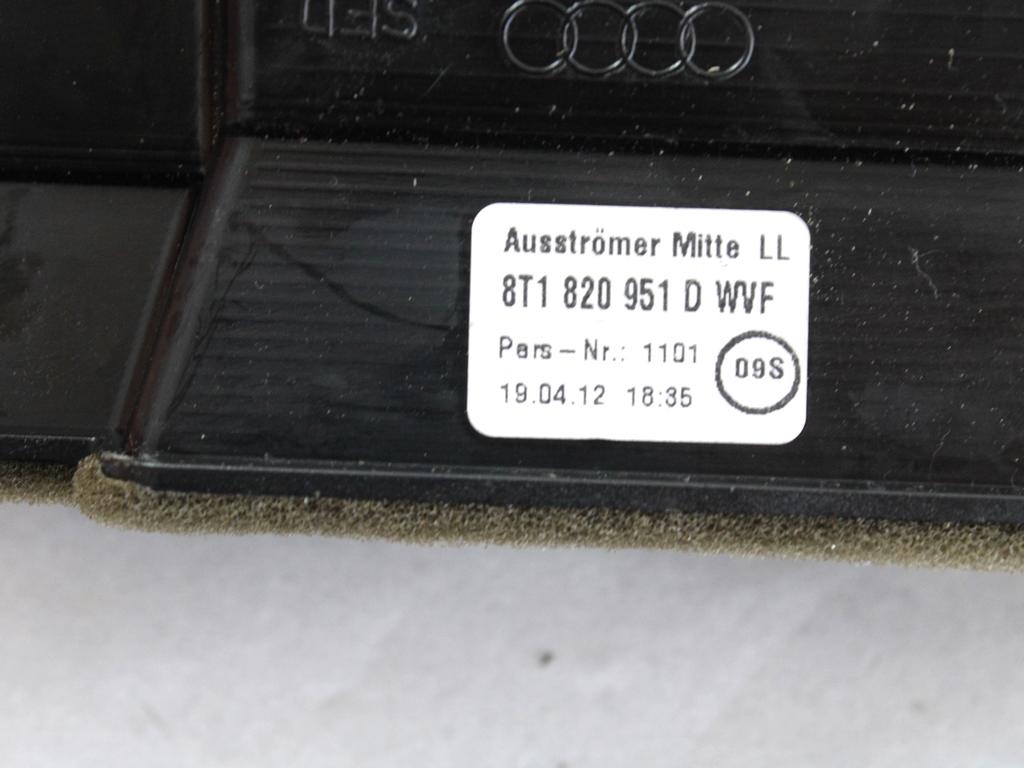 Ausströmer Mitte LL
8T1 820 951 D WVF
Pers-Nr.: 1101
09S
19.04.12 18:35